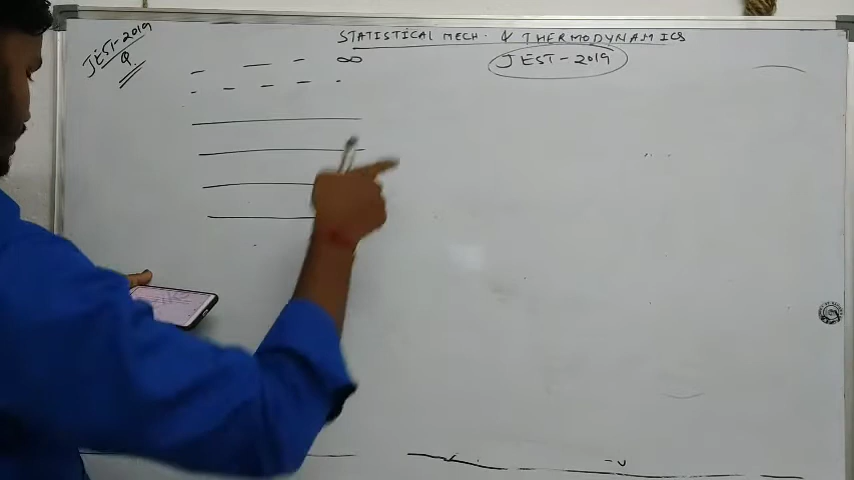 STATISTICAL MECH. & THERMODYNAMICS
JEST-2019
JEST-2019
Q.
∞